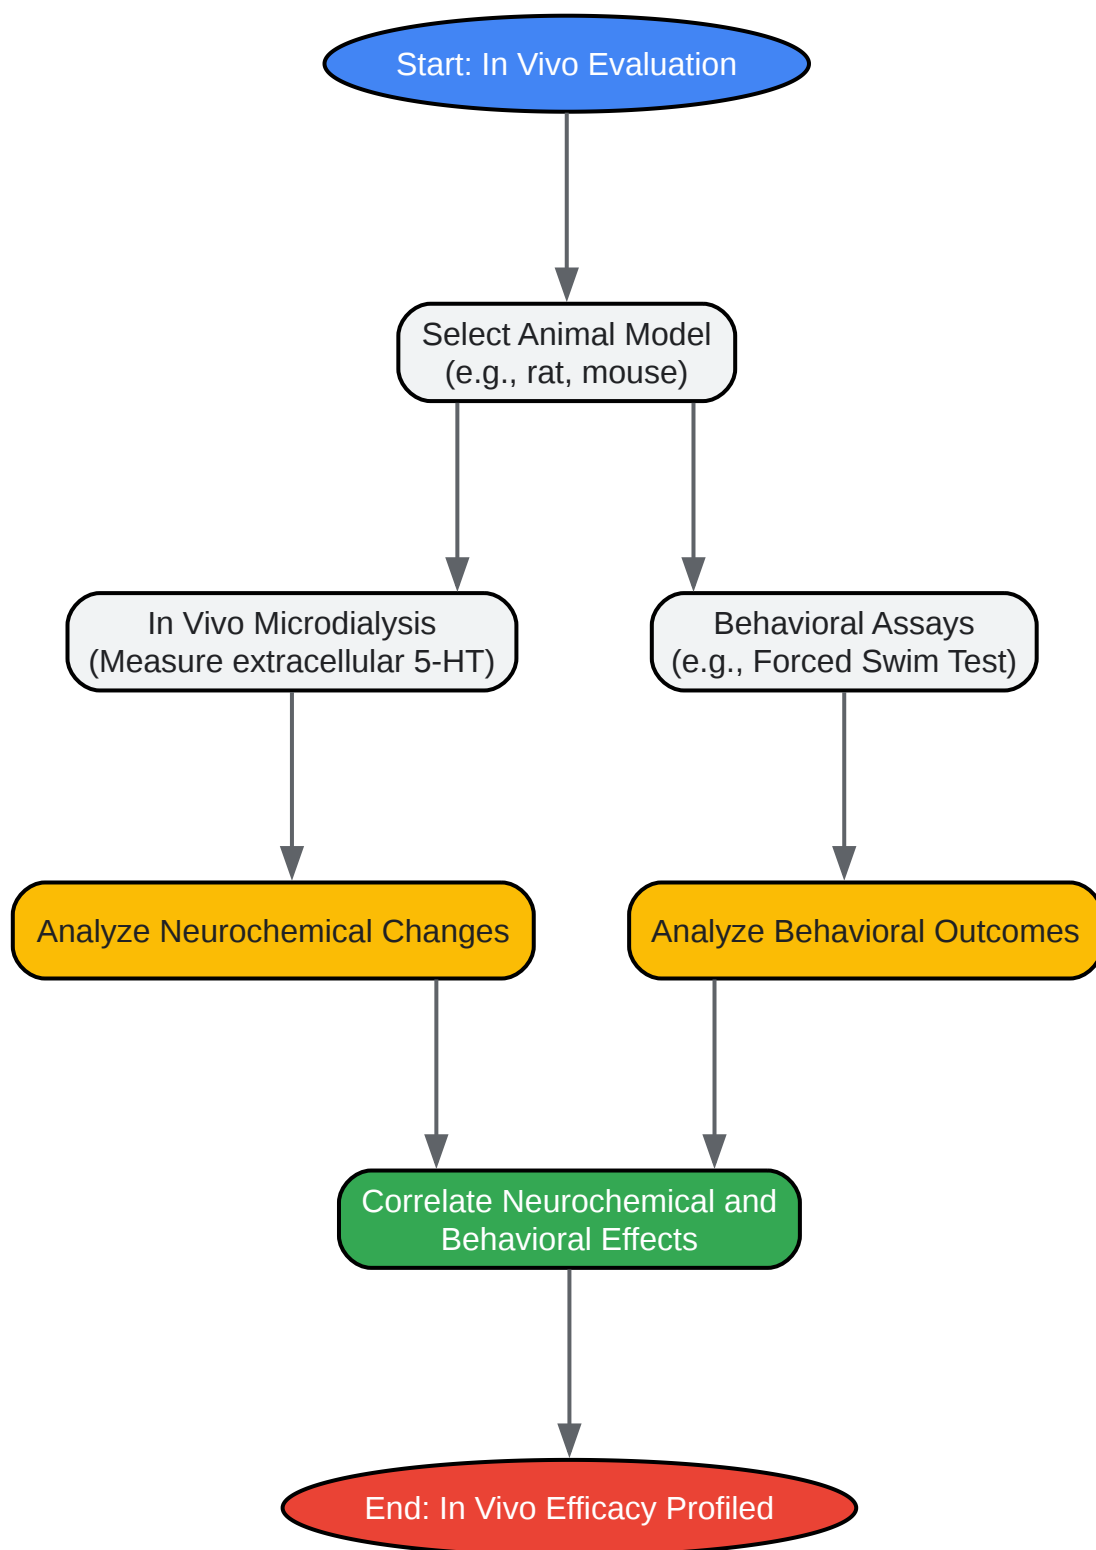 Start: In Vivo Evaluation
Select Animal Model
(e.g., rat, mouse)
In Vivo Microdialysis
(Measure extracellular 5-HT)
Behavioral Assays
(e.g., Forced Swim Test)
Analyze Neurochemical Changes
Analyze Behavioral Outcomes
Correlate Neurochemical and
Behavioral Effects
End: In Vivo Efficacy Profiled